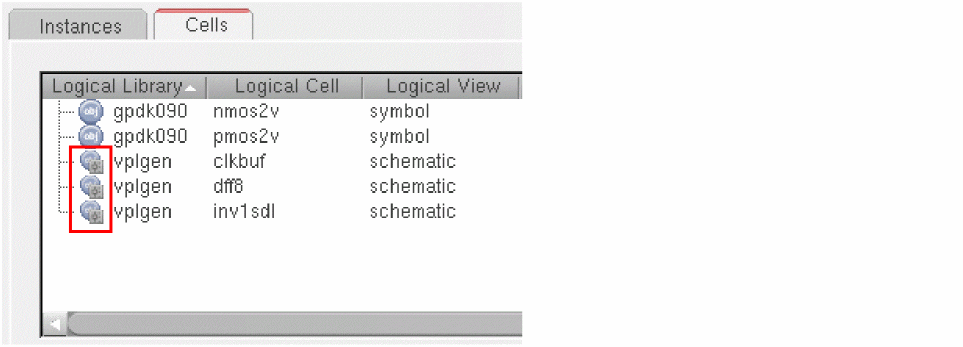 Instances Cells
Logical Library Logical Cell Logical View
obj gpdk090 nmos2v symbol
obj gpdk090 pmos2v symbol
vplgen clkbuf schematic
vplgen dff8 schematic
vplgen inv1sdl schematic